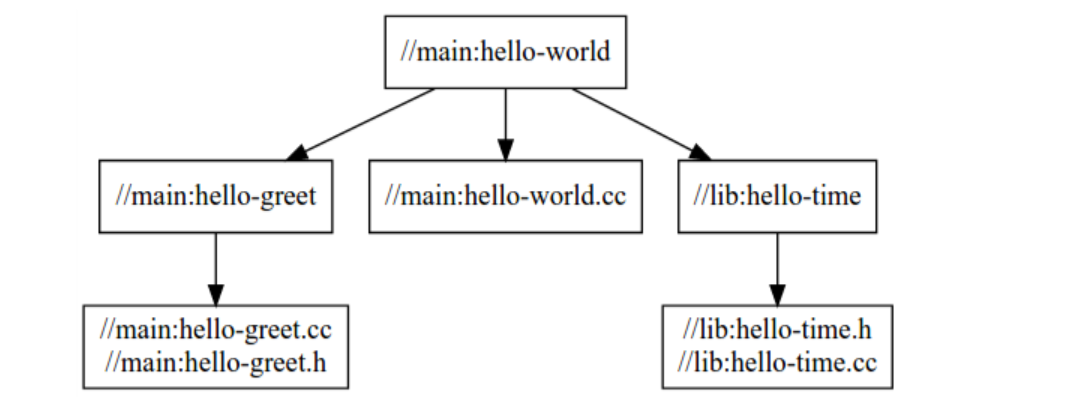 //main:hello-world
//main:hello-greet
//main:hello-world.cc
//lib:hello-time
//main:hello-greet.cc
//main:hello-greet.h
//lib:hello-time.h
//lib:hello-time.cc